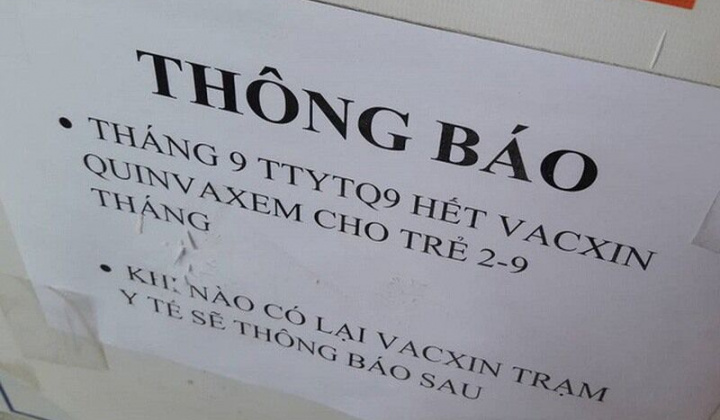 THÔNG BÁO
• THÁNG 9 TTYTQ9 HẾT VACXIN
QUINVAXEM CHO TRẺ 2-9
THÁNG
• KHI NÀO CÓ LẠI VACXIN TRẠM
Y TẾ SẼ THÔNG BÁO SAU